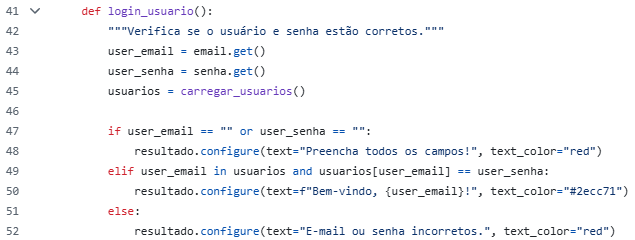 41 def login_usuario():
42 """Verifica se o usuário e senha estão corretos."""
43 user_email = email.get()
44 user_senha = senha.get()
45 usuarios = carregar_usuarios()
46
47 if user_email == "" or user_senha == "":
48 resultado.configure(text="Preencha todos os campos!", text_color="red")
49 elif user_email in usuarios and usuarios[user_email] == user_senha:
50 resultado.configure(text=f"Bem-vindo, {user_email}!", text_color="#2ecc71")
51 else:
52 resultado.configure(text="E-mail ou senha incorretos.", text_color="red")